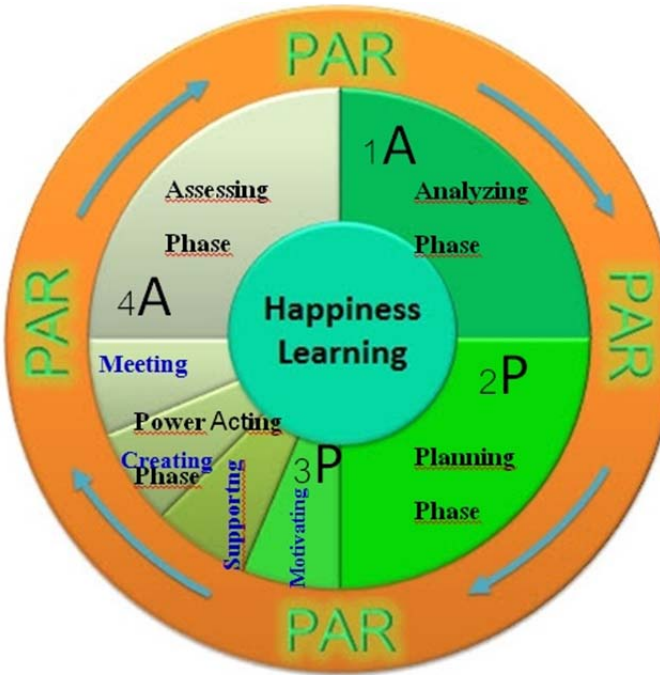 PAR
1A
Analyzing
Phase
PAR
2P
Planning
Phase
PAR
3P
Power Acting
Phase
Motivating
Supportng
Creating
Meeting
PAR
4A
Assessing
Phase
Happiness
Learning